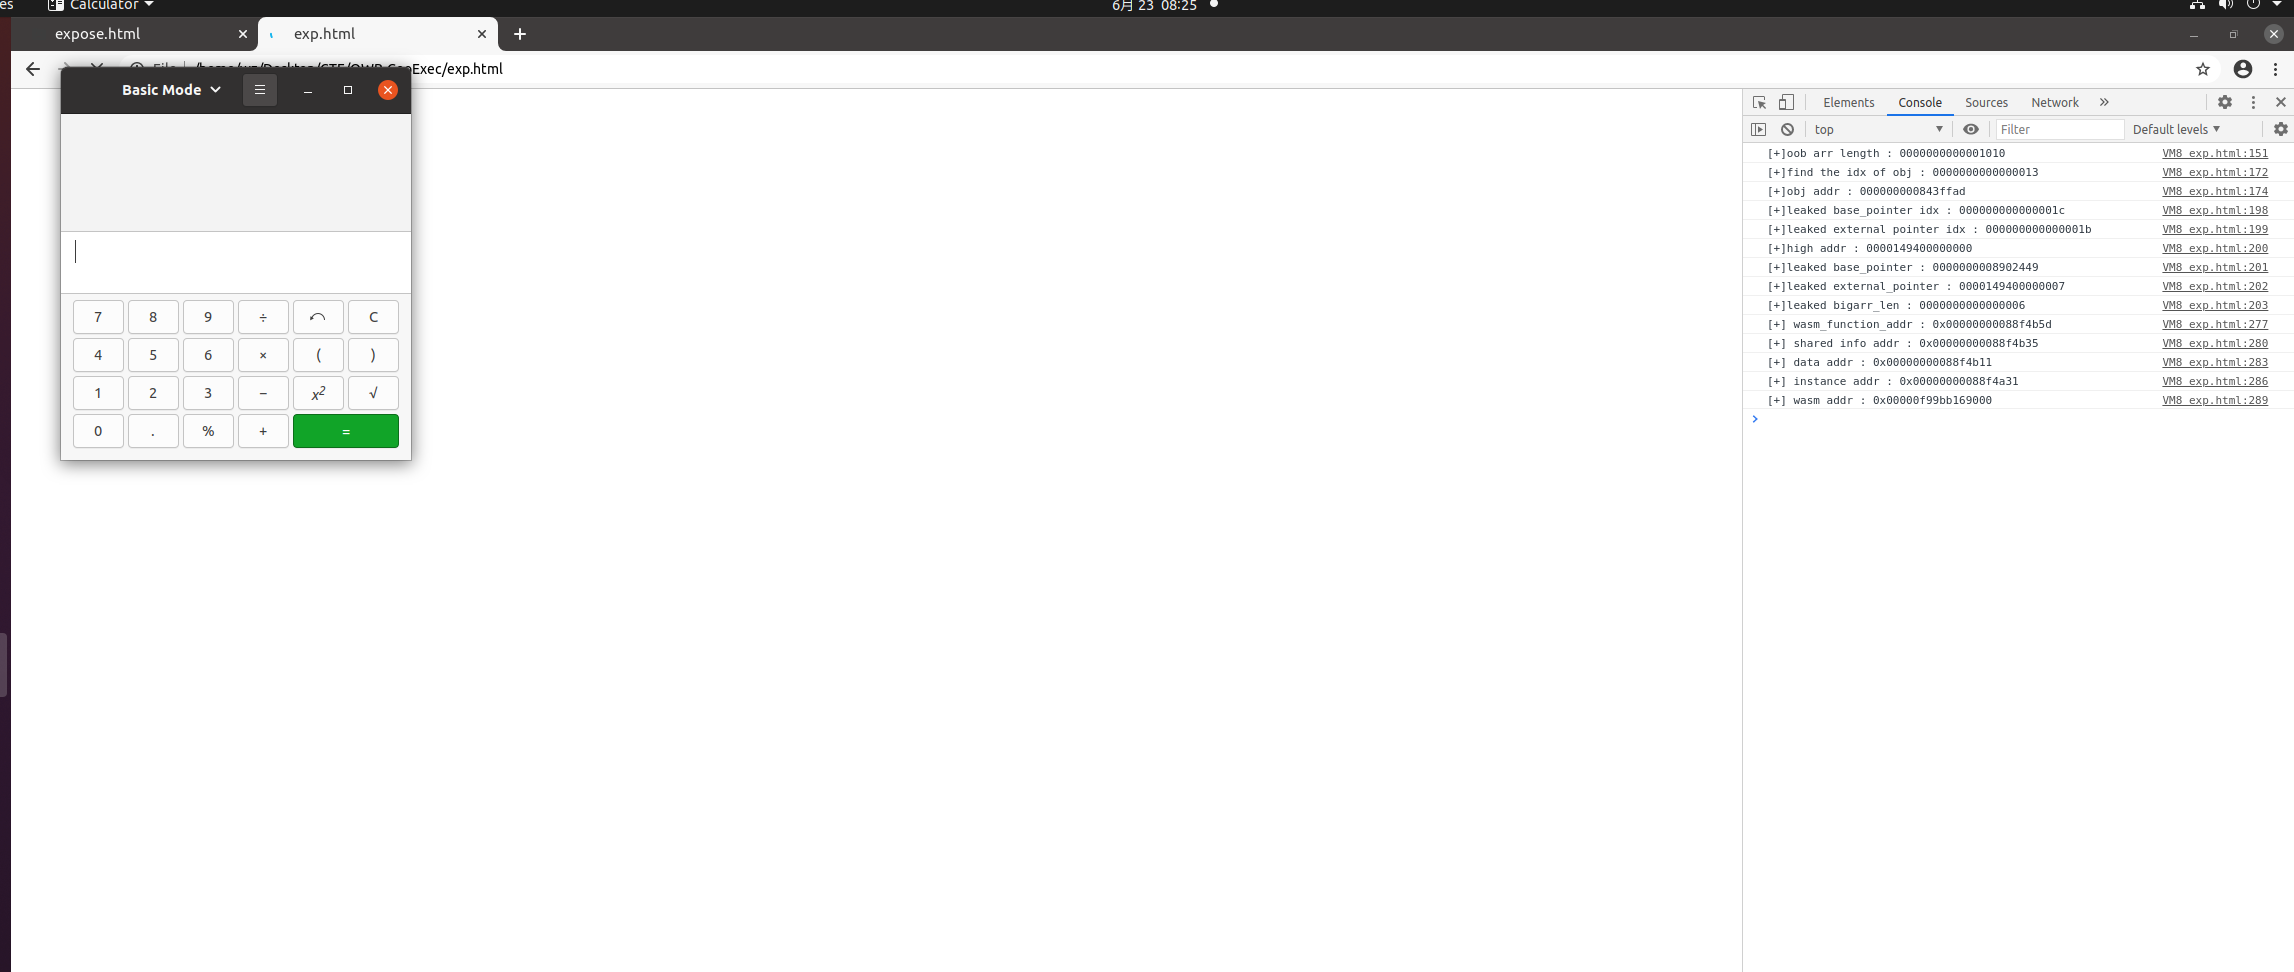 es Calculator 6月 23 08:25
expose.html exp.html
File Exec/exp.html
Basic Mode
7 8 9 ÷ C
4 5 6 × ( )
1 2 3 − x² √
0 . % + =
Elements Console Sources Network »
top Filter Default levels
[+]oob arr length : 0000000000001010 VM8 exp.html:151
[+]find the idx of obj : 0000000000000013 VM8 exp.html:172
[+]obj addr : 000000000843ffad VM8 exp.html:174
[+]leaked base_pointer idx : 000000000000001c VM8 exp.html:198
[+]leaked external pointer idx : 000000000000001b VM8 exp.html:199
[+]high addr : 0000149400000000 VM8 exp.html:200
[+]leaked base_pointer : 0000000008902449 VM8 exp.html:201
[+]leaked external_pointer : 0000149400000007 VM8 exp.html:202
[+]leaked bigarr_len : 0000000000000006 VM8 exp.html:203
[+] wasm_function_addr : 0x00000000088f4b5d VM8 exp.html:277
[+] shared info addr : 0x00000000088f4b35 VM8 exp.html:280
[+] data addr : 0x00000000088f4b11 VM8 exp.html:283
[+] instance addr : 0x00000000088f4a31 VM8 exp.html:286
[+] wasm addr : 0x00000f99bb169000 VM8 exp.html:289